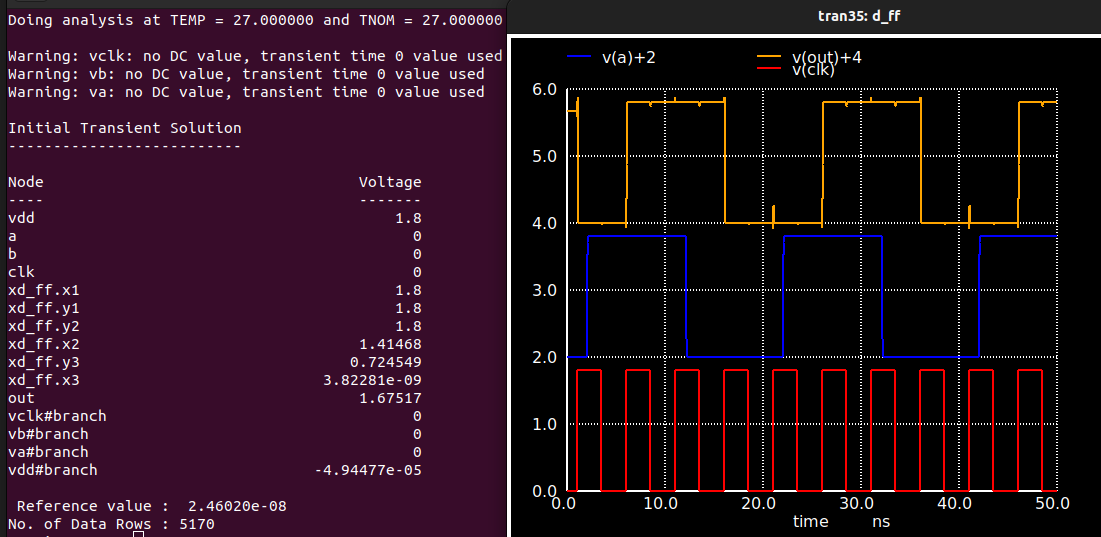 Doing analysis at TEMP = 27.000000 and TNOM = 27.000000
Warning: vclk: no DC value, transient time 0 value used
Warning: vb: no DC value, transient time 0 value used
Warning: va: no DC value, transient time 0 value used
Initial Transient Solution
--------------------------
Node Voltage
---- -------
vdd 1.8
a 0
b 0
clk 0
xd_ff.x1 1.8
xd_ff.y1 1.8
xd_ff.y2 1.8
xd_ff.x2 1.41468
xd_ff.y3 0.724549
xd_ff.x3 3.82281e-09
out 1.67517
vclk#branch 0
vb#branch 0
va#branch 0
vdd#branch -4.94477e-05
Reference value : 2.46020e-08
No. of Data Rows : 5170
tran35: d_ff
v(a)+2
v(out)+4
v(clk)
6.0
5.0
4.0
3.0
2.0
1.0
0.0
0.0 10.0 20.0 30.0 40.0 50.0
time ns